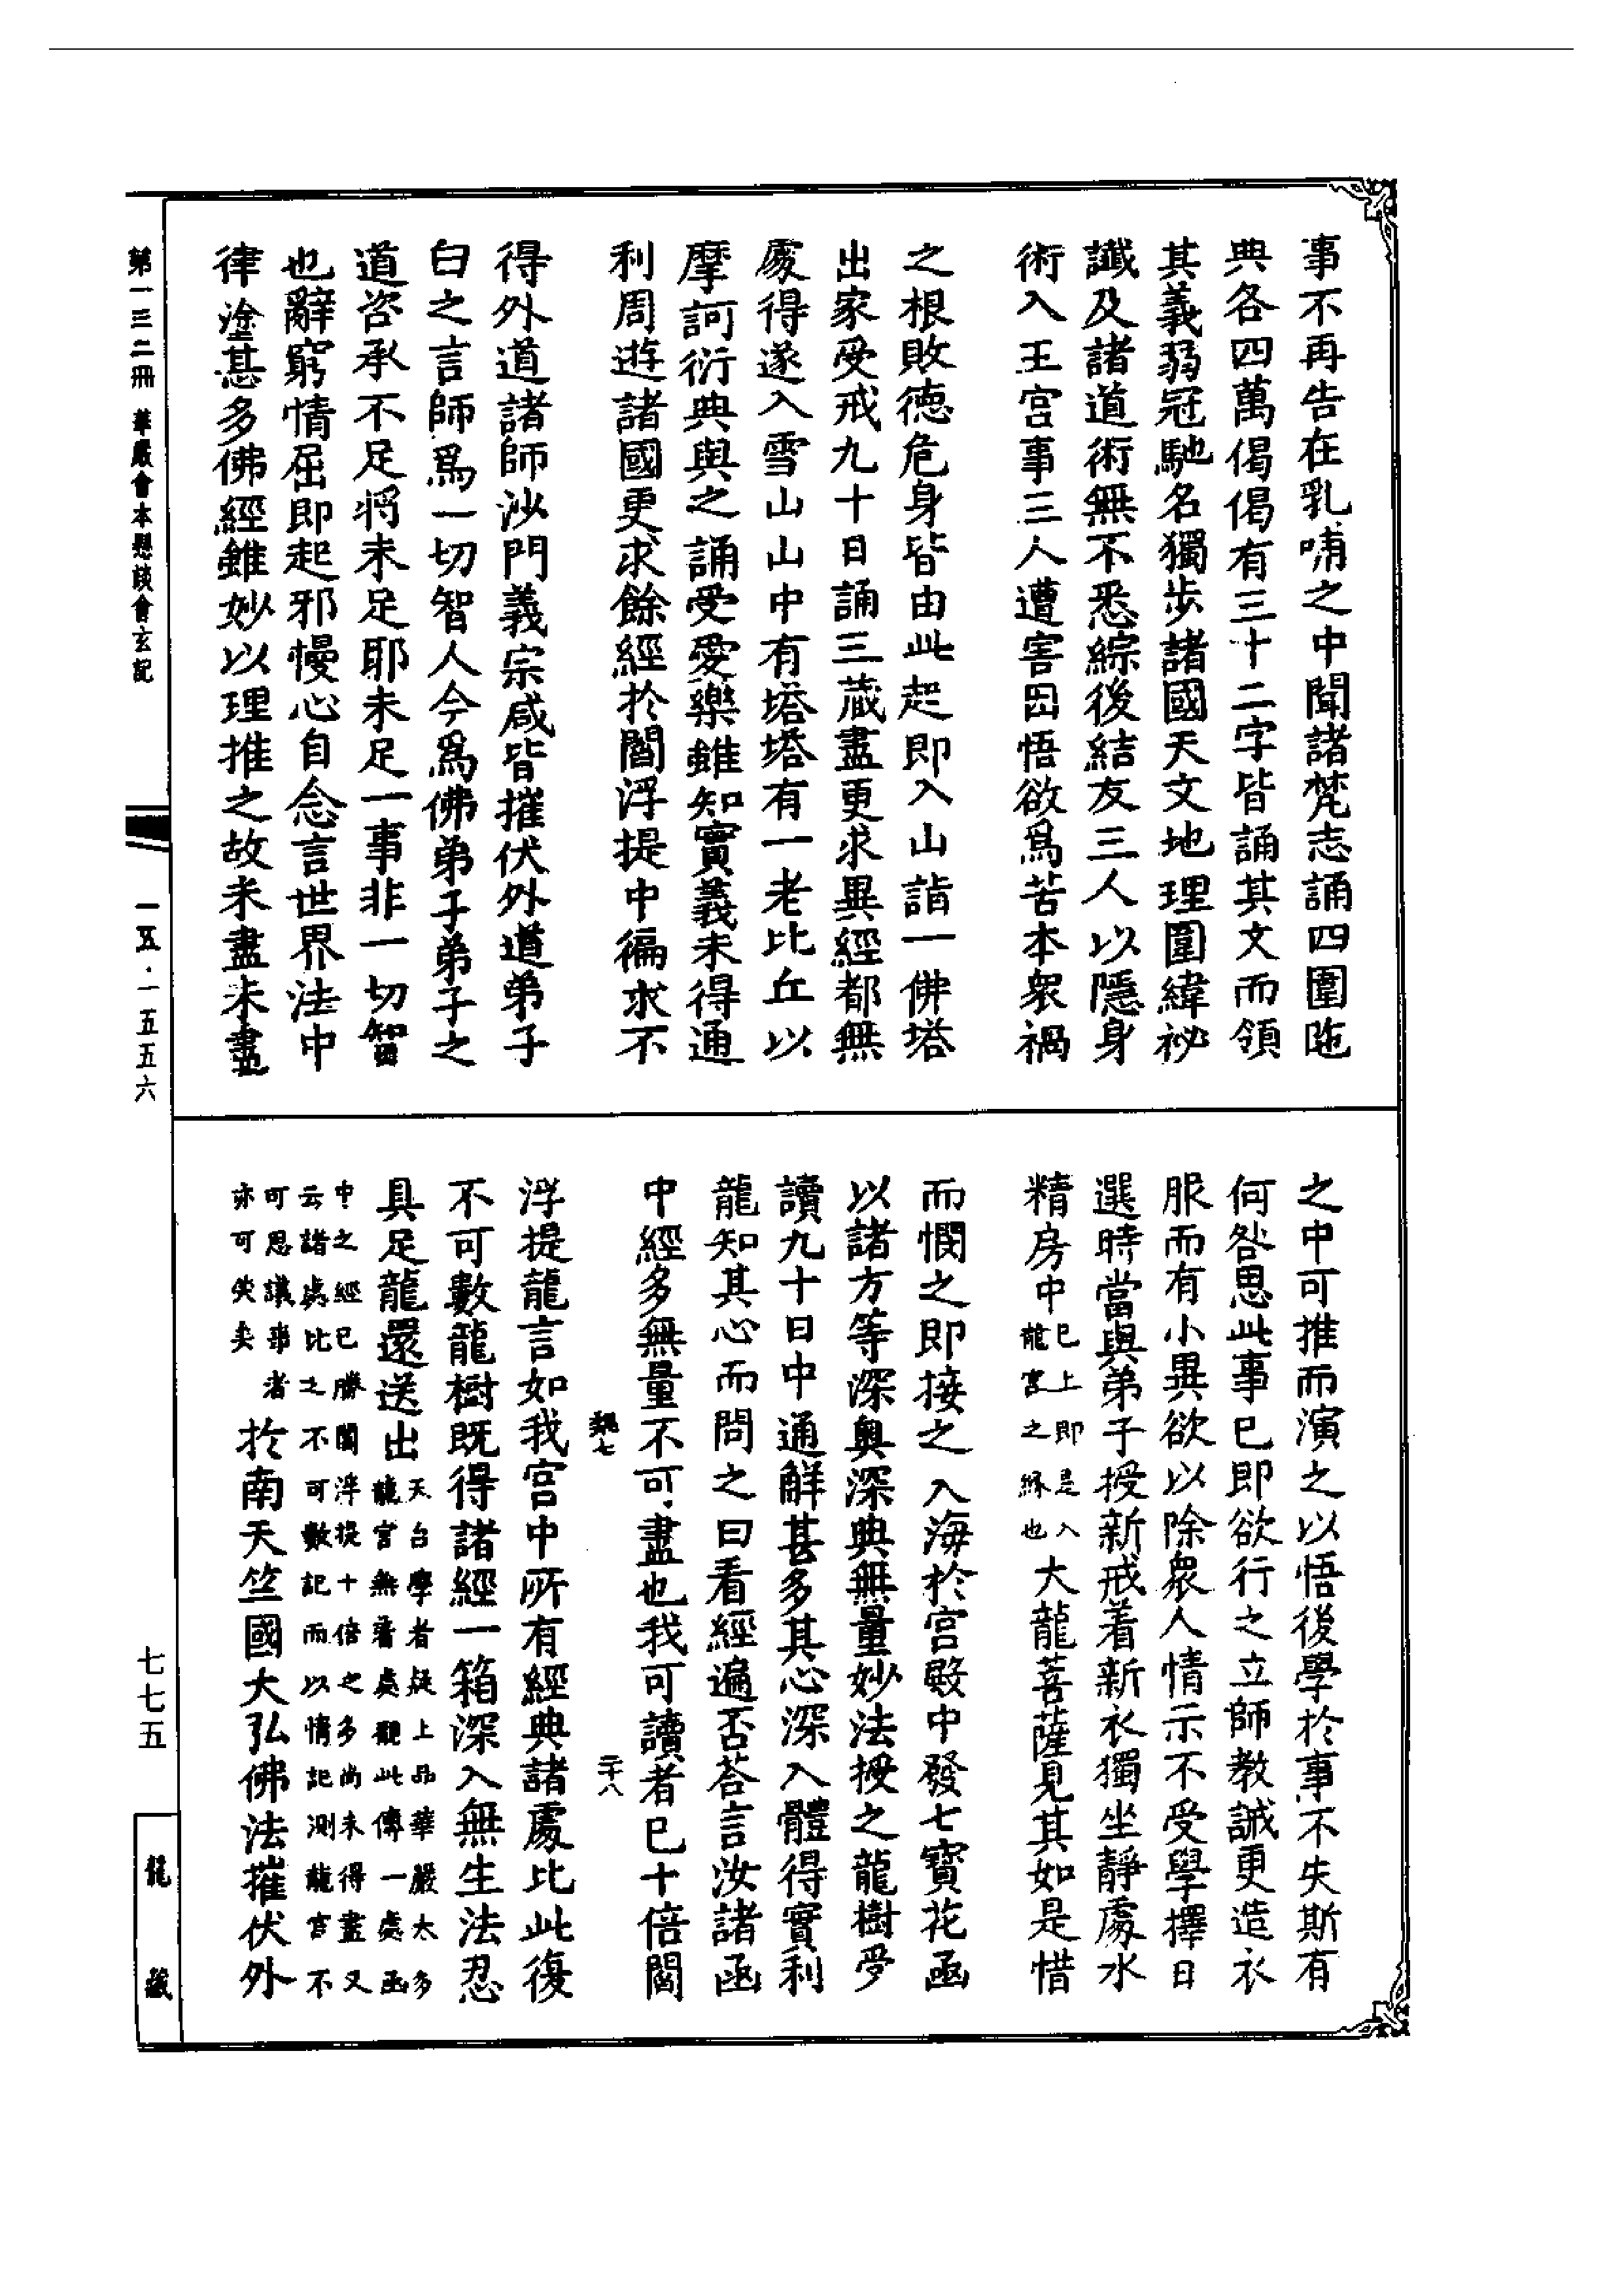 事不再告在乳哺之中聞諸梵志誦四圍陁
典各四萬偈偈有三十二字皆誦其文而領
其義弱冠馳名獨步諸國天文地理圍緯祕
讖及諸道術無不悉綜後結友三人以隱身
術入王宮事三人遭害因悟欲爲苦本衆禍
之根敗德危身皆由此起即入山詣一佛塔
出家受戒九十日誦三藏盡更求異經都無
處得遂入雪山山中有塔塔有一老比丘以
摩訶衍典與之誦受愛樂雖知實義未得通
利周遊諸國更求餘經於閻浮提中徧求不
得外道諸師沙門義宗咸皆摧伏外道弟子
白之言師爲一切智人今爲佛弟子弟子之
道咨承不足將未足耶未足一事非一切智
也辭窮情屈即起邪慢心自念言世界法中
律塗甚多佛經雖妙以理推之故未盡未盡
之中可推而演之以悟後學於事不失斯有
何咎思此事已即欲行之立師教誡更造衣
服而有小異欲以除衆人情示不受學擇日
選時當與弟子授新戒着新衣獨坐靜處水
精房中已上即是入龍宮之緣也大龍菩薩見其如是惜
而憫之即接之入海於宮殿中發七寶花函
以諸方等深奧深典無量妙法授之龍樹受
讀九十日中通解甚多其心深入體得實利
龍知其心而問之曰看經遍否荅言汝諸函
中經多無量不可盡也我可讀者已十倍閻
魏七
二十八
浮提龍言如我宮中所有經典諸處比此復
不可數龍樹既得諸經一箱深入無生法忍
具足龍還送出天台學者疑上品華嚴太多龍宮無著處觀此傳一處函
中之經已勝閻浮提十倍之多尚未得盡又云諸處比之不可數記而以情記測龍宮不
可思議弗者亦可笑矣於南天竺國大弘佛法摧伏外
第一三二冊 華嚴會本懸談會玄記
一五·一五五六
七七五
龍藏